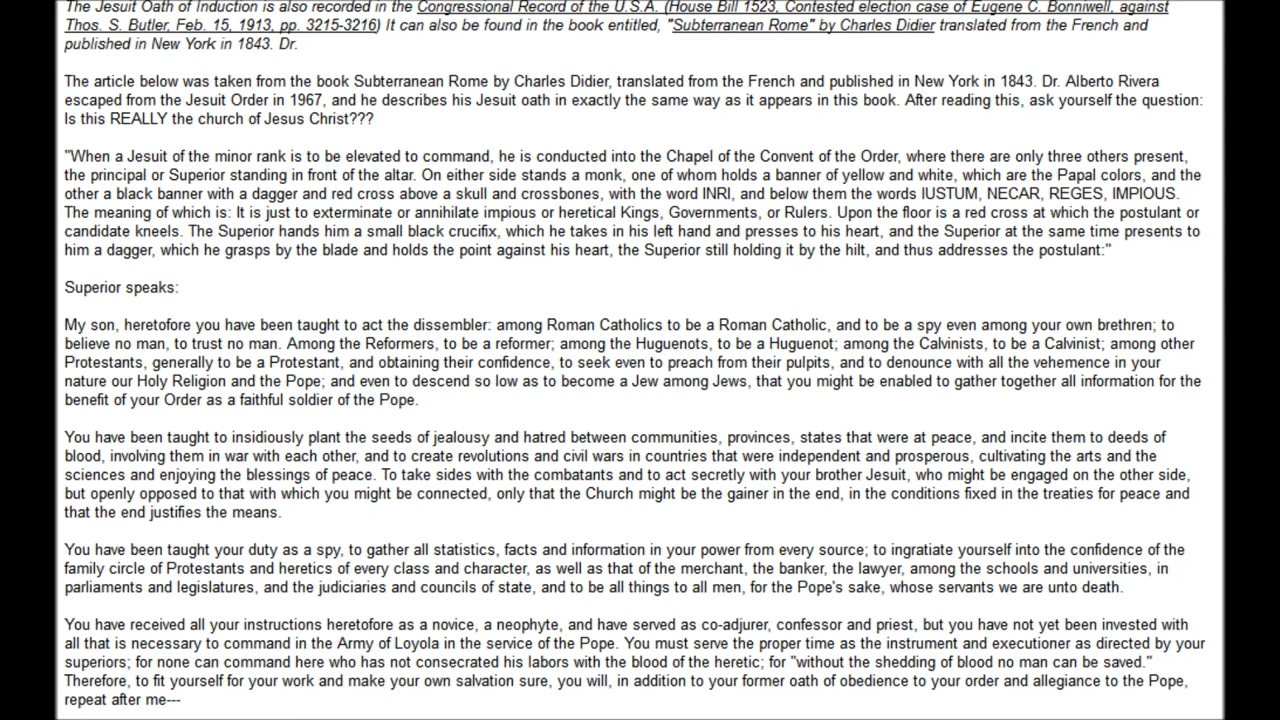 The Jesuit Oath of Induction is also recorded in the Congressional Record of the U.S.A. (House Bill 1523, Contested election case of Eugene C. Bonniwell, against
Thos. S. Butler, Feb. 15, 1913, pp. 3215-3216) It can also be found in the book entitled, "Subterranean Rome" by Charles Didier translated from the French and
published in New York in 1843. Dr.
The article below was taken from the book Subterranean Rome by Charles Didier, translated from the French and published in New York in 1843. Dr. Alberto Rivera
escaped from the Jesuit Order in 1967, and he describes his Jesuit oath in exactly the same way as it appears in this book. After reading this, ask yourself the question:
Is this REALLY the church of Jesus Christ???
"When a Jesuit of the minor rank is to be elevated to command, he is conducted into the Chapel of the Convent of the Order, where there are only three others present,
the principal or Superior standing in front of the altar. On either side stands a monk, one of whom holds a banner of yellow and white, which are the Papal colors, and the
other a black banner with a dagger and red cross above a skull and crossbones, with the word INRI, and below them the words IUSTUM, NECAR, REGES, IMPIOUS.
The meaning of which is: It is just to exterminate or annihilate impious or heretical Kings, Governments, or Rulers. Upon the floor is a red cross at which the postulant or
candidate kneels. The Superior hands him a small black crucifix, which he takes in his left hand and presses to his heart, and the Superior at the same time presents to
him a dagger, which he grasps by the blade and holds the point against his heart, the Superior still holding it by the hilt, and thus addresses the postulant:"
Superior speaks:
My son, heretofore you have been taught to act the dissembler: among Roman Catholics to be a Roman Catholic, and to be a spy even among your own brethren; to
believe no man, to trust no man. Among the Reformers, to be a reformer; among the Huguenots, to be a Huguenot; among the Calvinists, to be a Calvinist; among other
Protestants, generally to be a Protestant, and obtaining their confidence, to seek even to preach from their pulpits, and to denounce with all the vehemence in your
nature our Holy Religion and the Pope; and even to descend so low as to become a Jew among Jews, that you might be enabled to gather together all information for the
benefit of your Order as a faithful soldier of the Pope.
You have been taught to insidiously plant the seeds of jealousy and hatred between communities, provinces, states that were at peace, and incite them to deeds of
blood, involving them in war with each other, and to create revolutions and civil wars in countries that were independent and prosperous, cultivating the arts and the
sciences and enjoying the blessings of peace. To take sides with the combatants and to act secretly with your brother Jesuit, who might be engaged on the other side,
but openly opposed to that with which you might be connected, only that the Church might be the gainer in the end, in the conditions fixed in the treaties for peace and
that the end justifies the means.
You have been taught your duty as a spy, to gather all statistics, facts and information in your power from every source; to ingratiate yourself into the confidence of the
family circle of Protestants and heretics of every class and character, as well as that of the merchant, the banker, the lawyer, among the schools and universities, in
parliaments and legislatures, and the judiciaries and councils of state, and to be all things to all men, for the Pope's sake, whose servants we are unto death.
You have received all your instructions heretofore as a novice, a neophyte, and have served as co-adjurer, confessor and priest, but you have not yet been invested with
all that is necessary to command in the Army of Loyola in the service of the Pope. You must serve the proper time as the instrument and executioner as directed by your
superiors; for none can command here who has not consecrated his labors with the blood of the heretic; for "without the shedding of blood no man can be saved."
Therefore, to fit yourself for your work and make your own salvation sure, you will, in addition to your former oath of obedience to your order and allegiance to the Pope,
repeat after me---